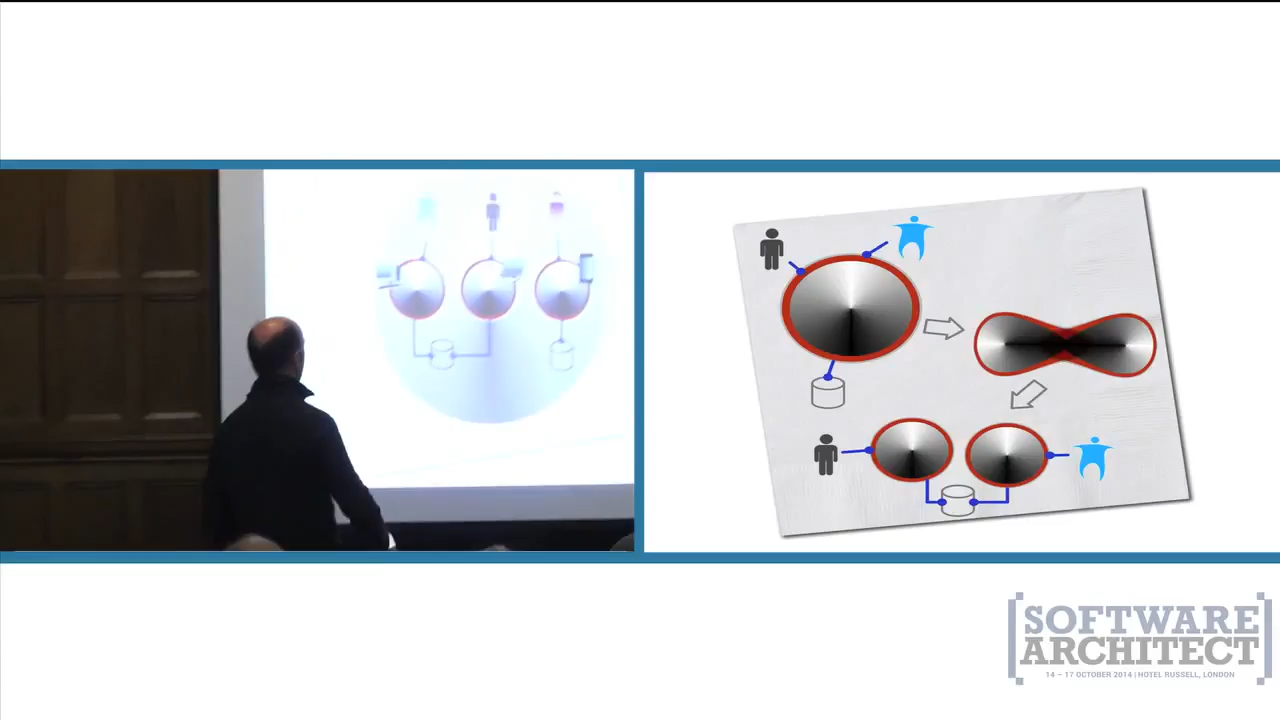 SOFTWARE
ARCHITECT
14 – 17 OCTOBER 2014 | HOTEL RUSSELL, LONDON